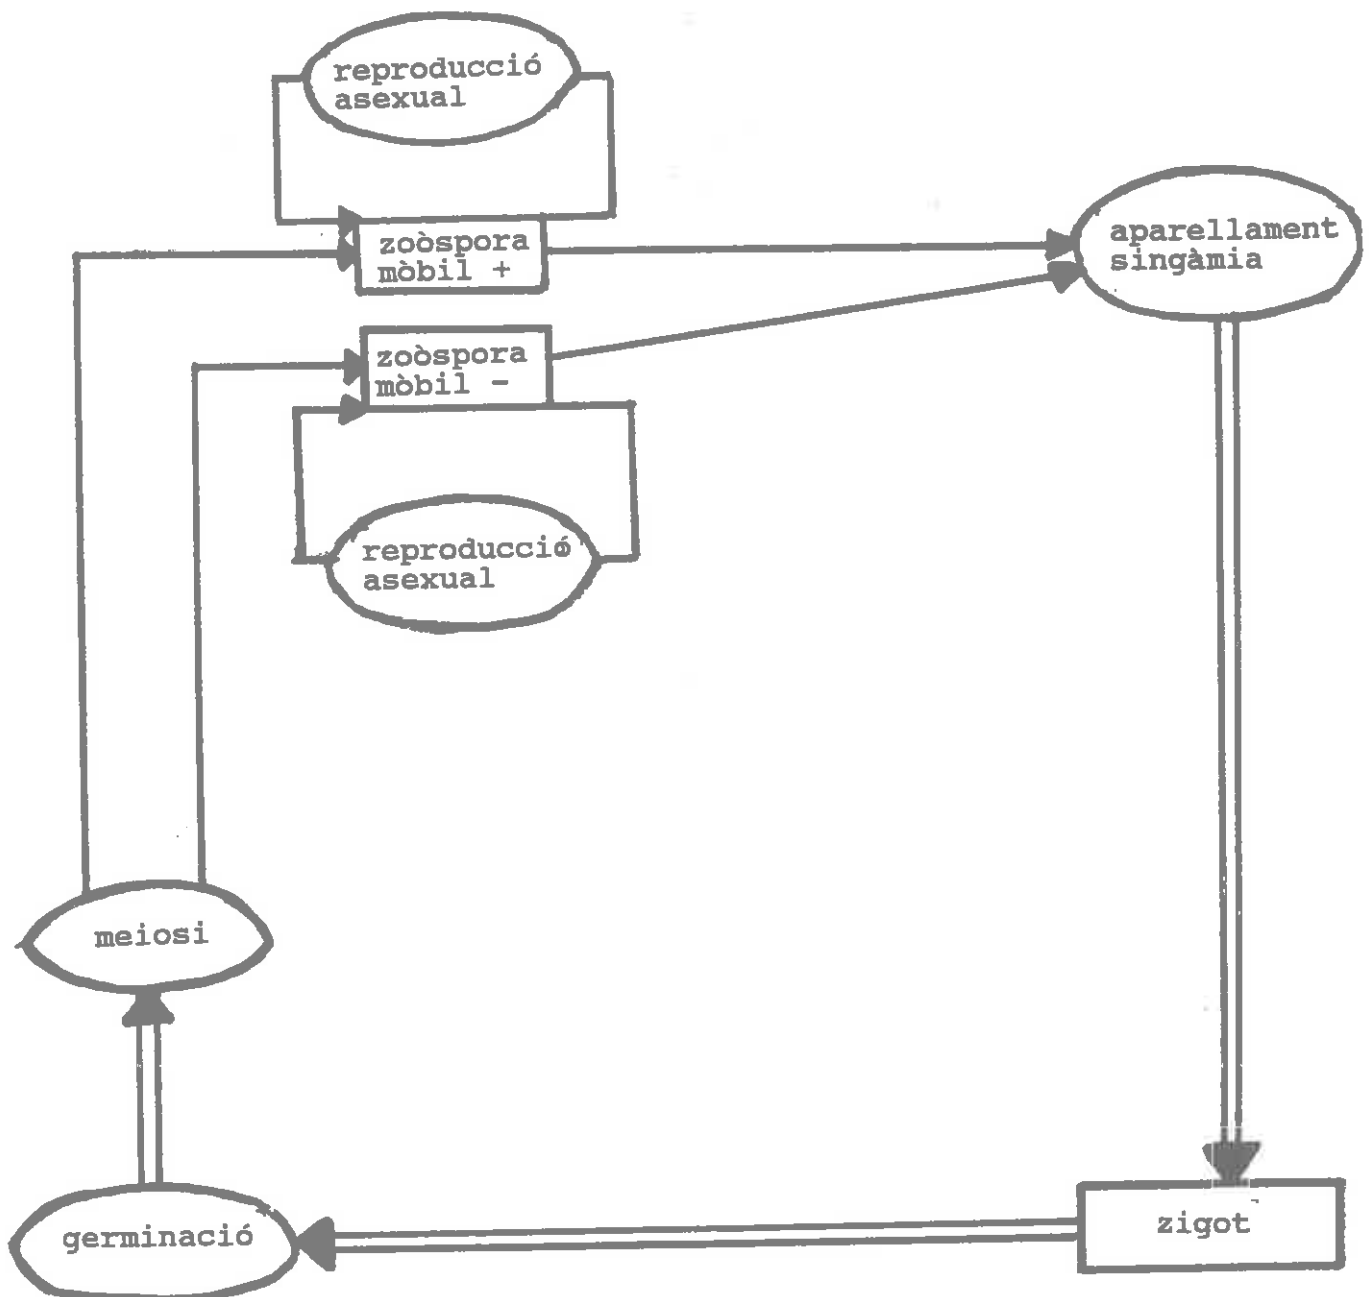 reproducció
asexual
zoòspora
mòbil +
aparellament
singàmia
zoòspora
mòbil -
reproducció
asexual
meiosi
germinació
zigot